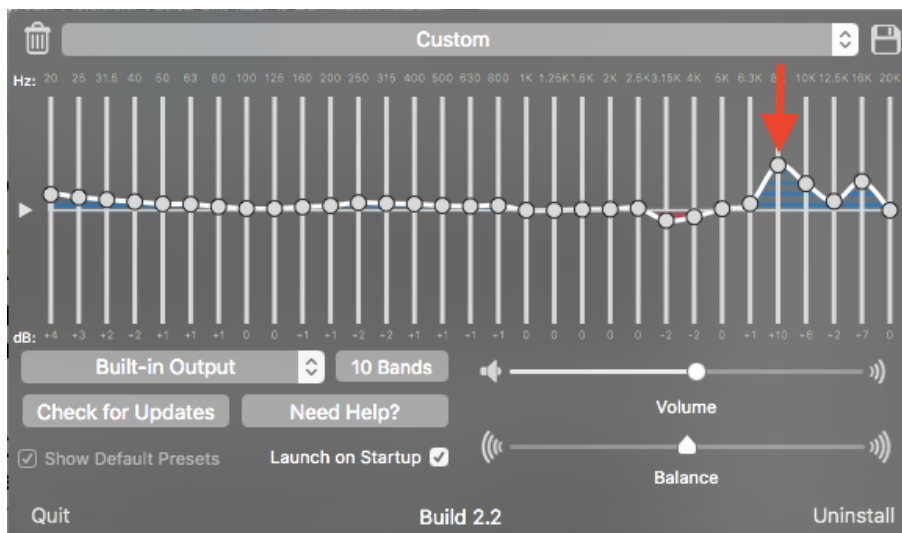 Custom
Hz: 20 25 31.5 40 50 63 80 100 125 160 200 250 315 400 500 630 800 1K 1.25K 1.6K 2K 2.5K 3.15K 4K 5K 6.3K 8 10K 12.5K 16K 20K
dB: +4 +3 +2 +2 +1 +1 +1 0 0 +1 +1 +2 +1 +1 +1 +1 +1 0 0 0 0 0 -2 -2 0 +1 +10 +6 +2 +7 0
Built-in Output
10 Bands
Check for Updates
Need Help?
Volume
Show Default Presets
Launch on Startup
Balance
Quit
Build 2.2
Uninstall